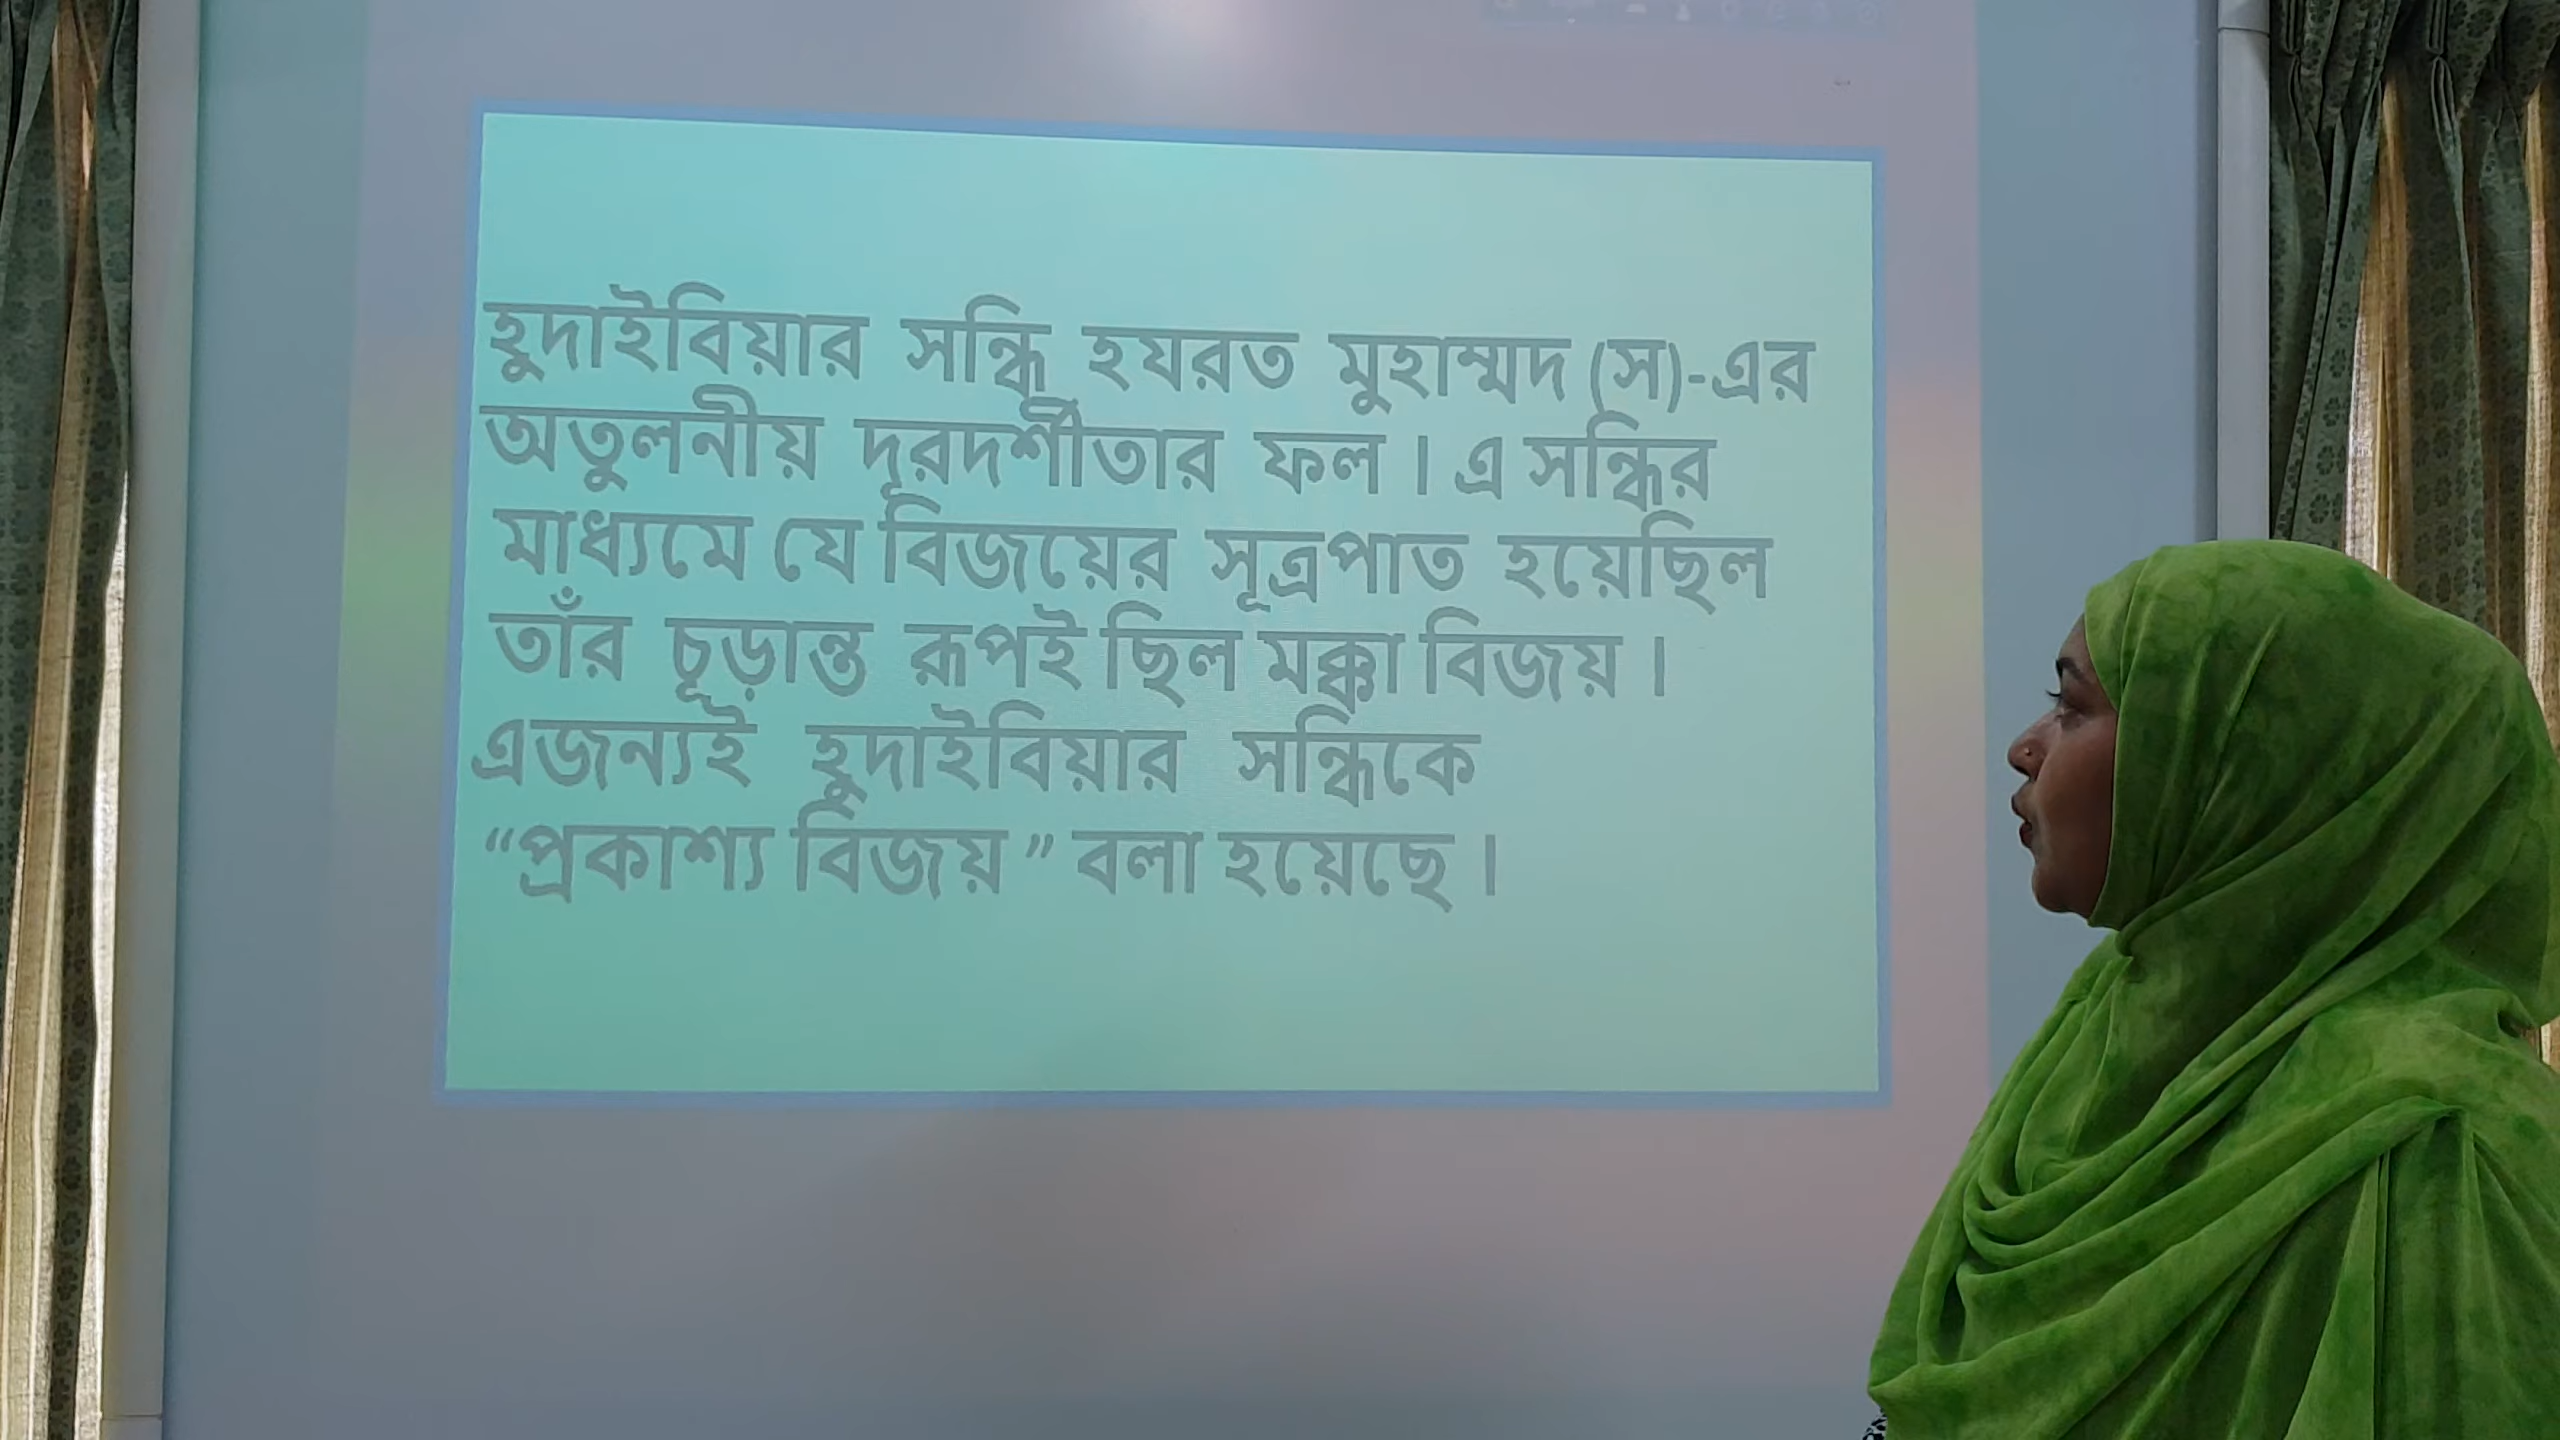 হুদাইবিয়ার সন্ধি হযরত মুহাম্মদ (স)-এর
অতুলনীয় দূরদর্শীতার ফল । এ সন্ধির
মাধ্যমে যে বিজয়ের সূত্রপাত হয়েছিল
তাঁর চূড়ান্ত রূপই ছিল মক্কা বিজয় ।
এজন্যই হুদাইবিয়ার সন্ধিকে
“প্রকাশ্য বিজয় ” বলা হয়েছে ।